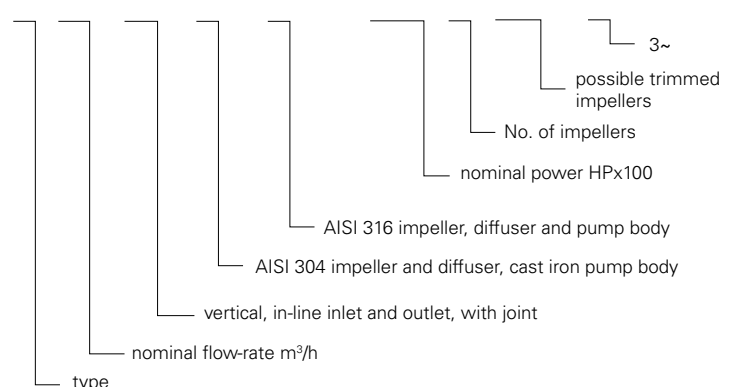 3~
possible trimmed
impellers
No. of impellers
nominal power HPx100
AISI 316 impeller, diffuser and pump body
AISI 304 impeller and diffuser, cast iron pump body
vertical, in-line inlet and outlet, with joint
nominal flow-rate m³/h
type